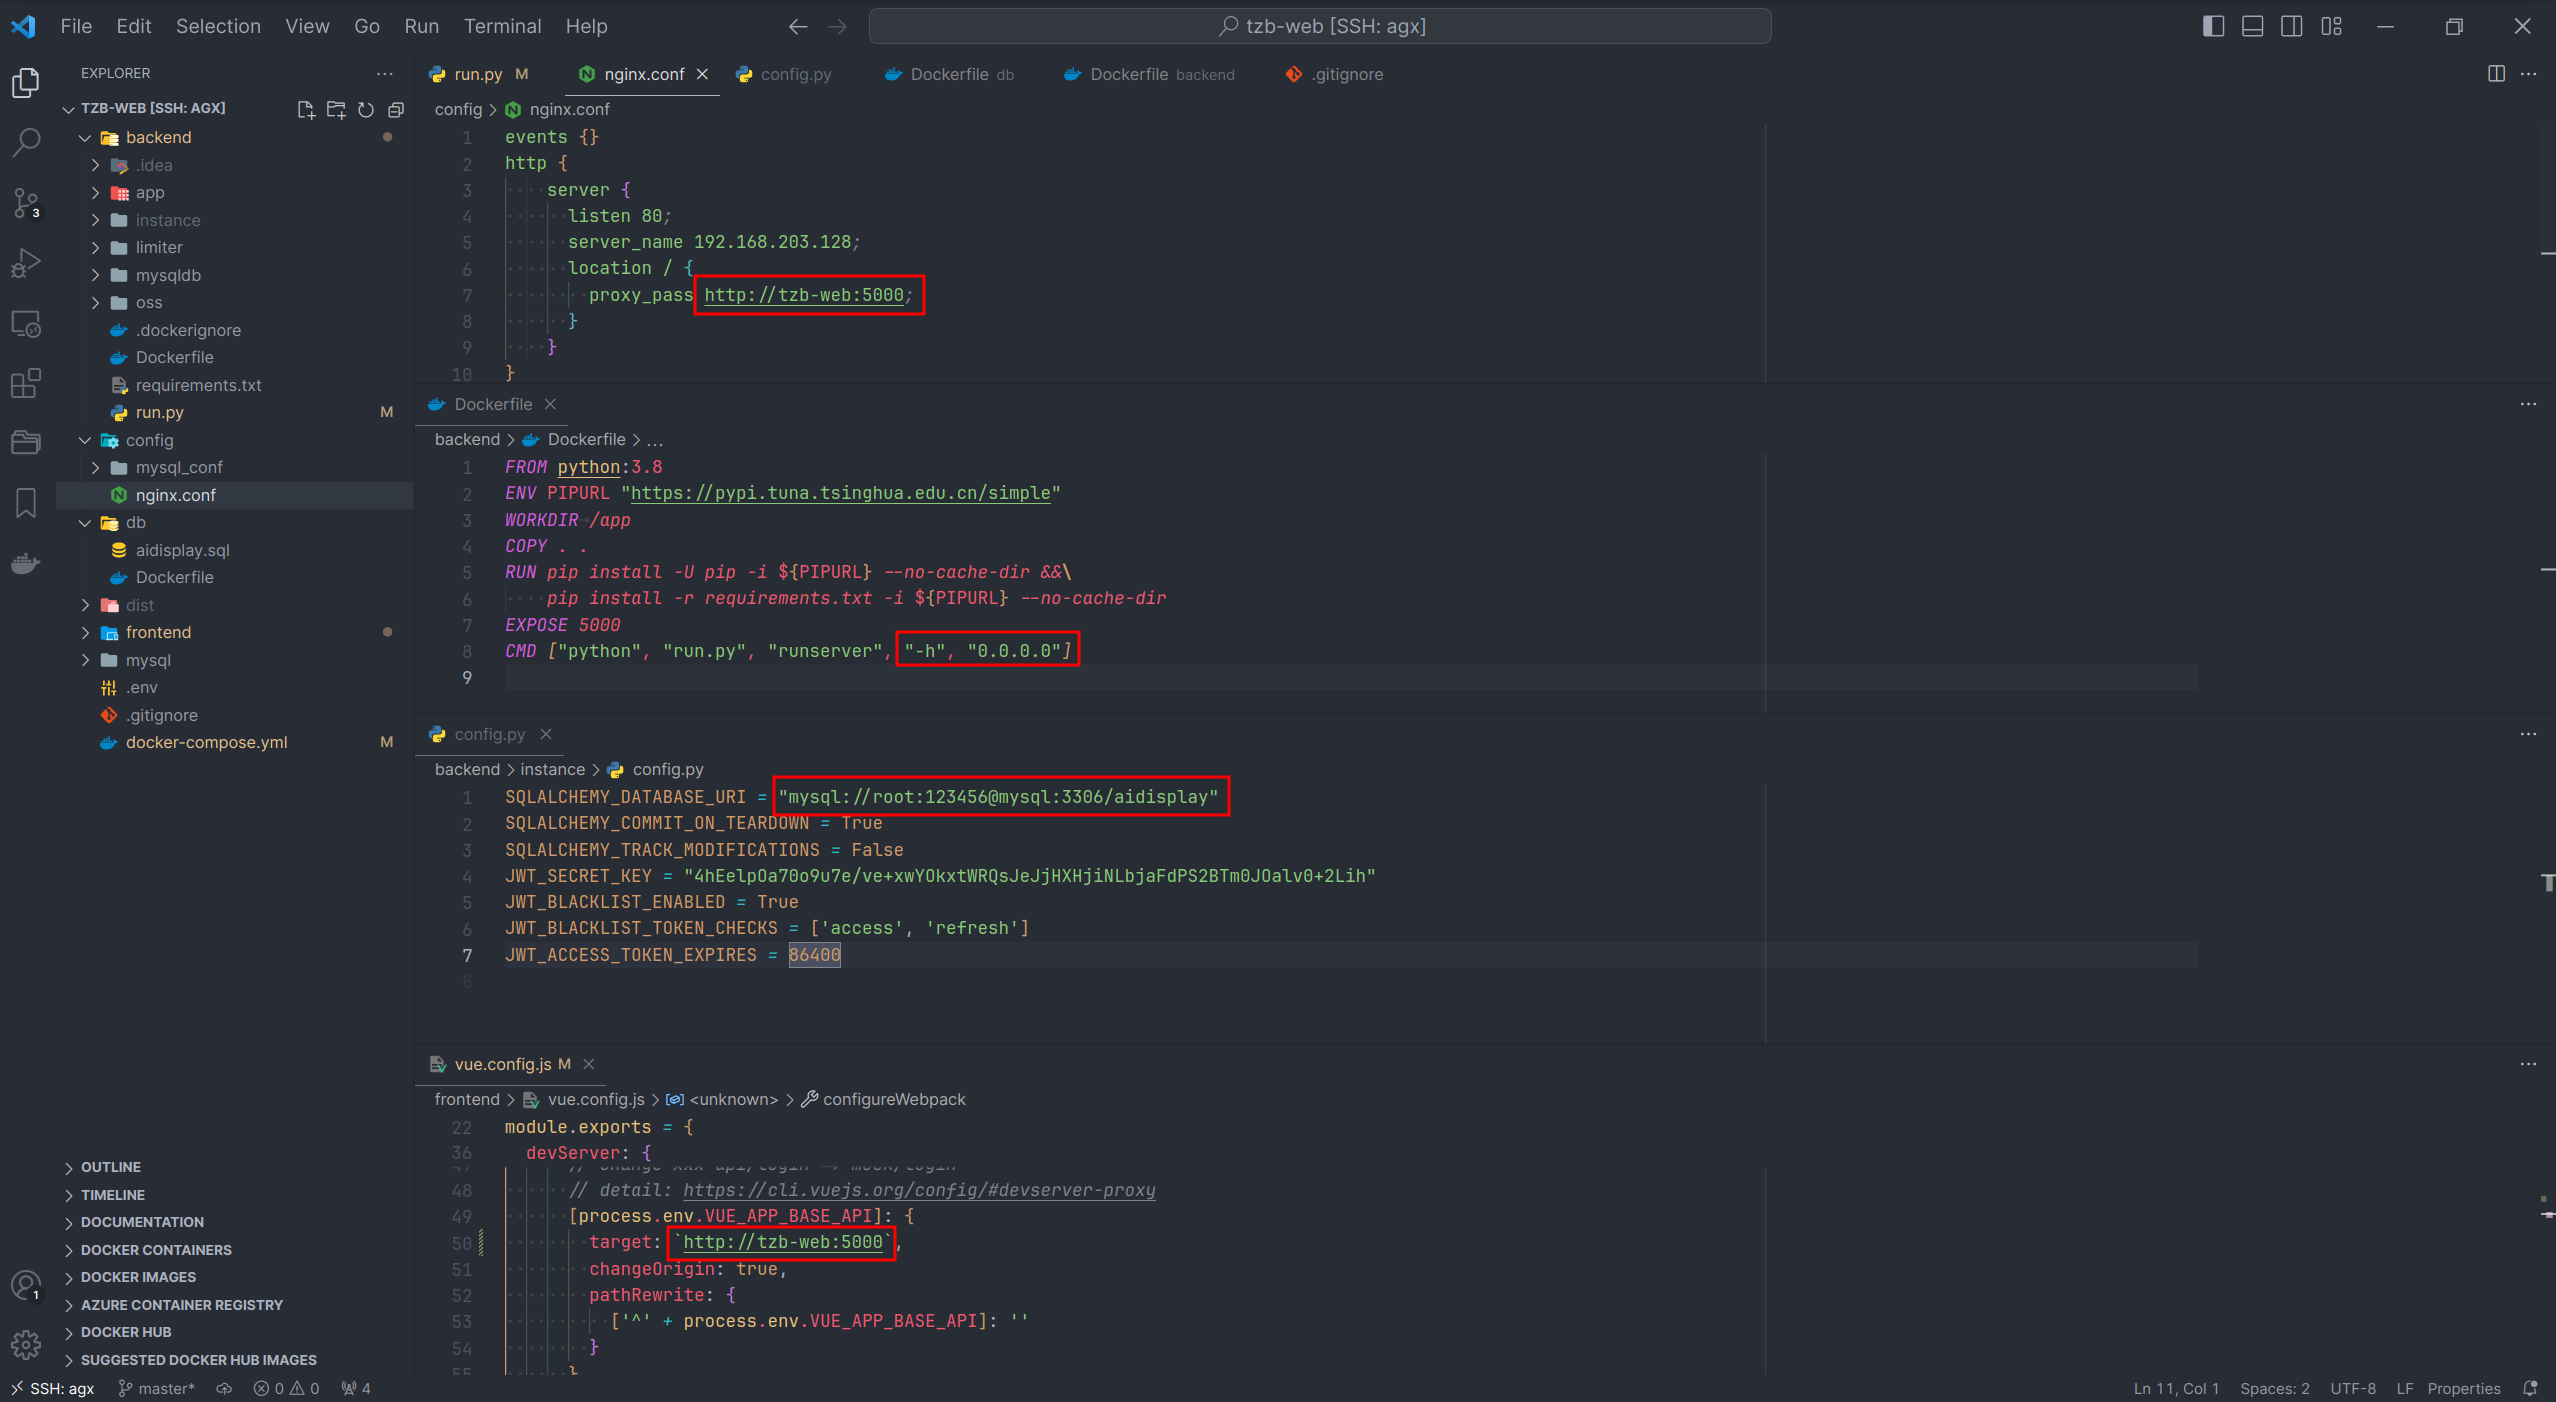 File Edit Selection View Go Run Terminal Help
tzb-web [SSH: agx]
EXPLORER
TZB-WEB [SSH: AGX]
backend
.idea
app
instance
limiter
mysqldb
oss
.dockerignore
Dockerfile
requirements.txt
run.py M
config
mysql_conf
nginx.conf
db
aidisplay.sql
Dockerfile
dist
frontend
mysql
.env
.gitignore
docker-compose.yml M
OUTLINE
TIMELINE
DOCUMENTATION
DOCKER CONTAINERS
DOCKER IMAGES
AZURE CONTAINER REGISTRY
DOCKER HUB
SUGGESTED DOCKER HUB IMAGES
3
1
run.py M nginx.conf config.py Dockerfile db Dockerfile backend .gitignore
config > nginx.conf
1 events {}
2 http {
3 server {
4 listen 80;
5 server_name 192.168.203.128;
6 location / {
7 proxy_pass http://tzb-web:5000;
8 }
9 }
10 }
Dockerfile
backend > Dockerfile > ...
1 FROM python:3.8
2 ENV PIPURL "https://pypi.tuna.tsinghua.edu.cn/simple"
3 WORKDIR /app
4 COPY . .
5 RUN pip install -U pip -i ${PIPURL} --no-cache-dir &&\
6 pip install -r requirements.txt -i ${PIPURL} --no-cache-dir
7 EXPOSE 5000
8 CMD ["python", "run.py", "runserver", "-h", "0.0.0.0"]
9
config.py
backend > instance > config.py
1 SQLALCHEMY_DATABASE_URI = "mysql://root:123456@mysql:3306/aidisplay"
2 SQLALCHEMY_COMMIT_ON_TEARDOWN = True
3 SQLALCHEMY_TRACK_MODIFICATIONS = False
4 JWT_SECRET_KEY = "4hEelpOa70o9u7e/ve+xwYOkxtWRQsJeJjHXHjiNLbjaFdPS2BTm0JOalv0+2Lih"
5 JWT_BLACKLIST_ENABLED = True
6 JWT_BLACKLIST_TOKEN_CHECKS = ['access', 'refresh']
7 JWT_ACCESS_TOKEN_EXPIRES = 86400
8
vue.config.js M
frontend > vue.config.js > <unknown> > configureWebpack
22 module.exports = {
36 devServer: {
47 // change xxx-api/login => mock/login
48 // detail: https://cli.vuejs.org/config/#devserver-proxy
49 [process.env.VUE_APP_BASE_API]: {
50 target: `http://tzb-web:5000`,
51 changeOrigin: true,
52 pathRewrite: {
53 ['^' + process.env.VUE_APP_BASE_API]: ''
54 }
55 }
SSH: agx master* 0 0 4 Ln 11, Col 1 Spaces: 2 UTF-8 LF Properties